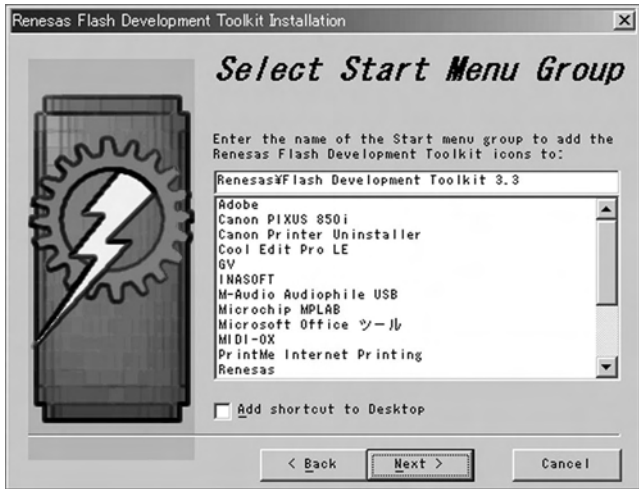 Renesas Flash Development Toolkit Installation
Select Start Menu Group
Enter the name of the Start menu group to add the
Renesas Flash Development Toolkit icons to:
Renesas¥Flash Development Toolkit 3.3
Adobe
Canon PIXUS 850i
Canon Printer Uninstaller
Cool Edit Pro LE
GV
INASOFT
M-Audio Audiophile USB
Microchip MPLAB
Microsoft Office ツール
MIDI-OX
PrintMe Internet Printing
Renesas
Add shortcut to Desktop
< Back
Next >
Cancel